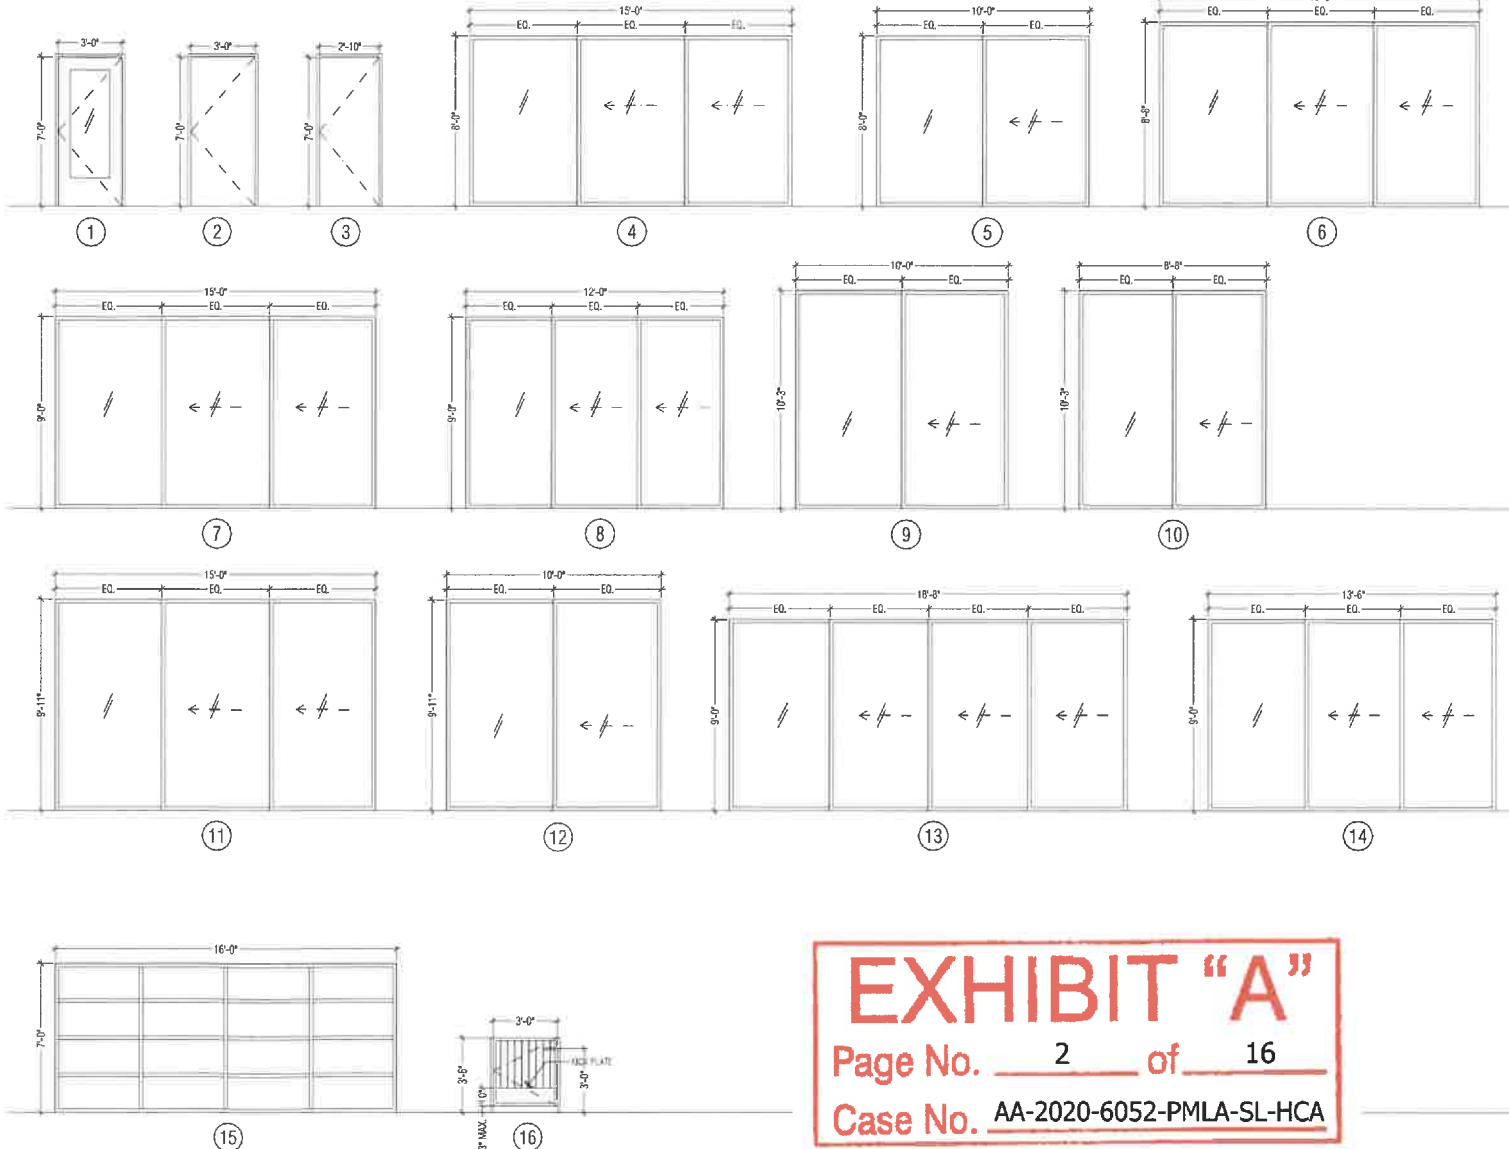 15'-0"
EQ. EQ. EQ.
8'-0"
10'-0"
EQ. EQ.
8'-0"
EQ. EQ. EQ.
8'-8"
3'-0"
7'-0"
3'-0"
7'-0"
2'-10"
7'-0"
1 2 3 4 5 6
15'-0"
EQ. EQ. EQ.
9'-0"
12'-0"
EQ. EQ. EQ.
9'-0"
10'-0"
EQ. EQ.
10'-3"
8'-8"
EQ. EQ.
10'-3"
7 8 9 10
15'-0"
EQ. EQ. EQ.
9'-11"
10'-0"
EQ. EQ.
9'-11"
18'-8"
EQ. EQ. EQ. EQ.
9'-0"
13'-6"
EQ. EQ. EQ.
9'-0"
11 12 13 14
16'-0"
7'-0"
3'-0"
3'-6"
KICK PLATE
3'-0"
3" MAX.
15 16
EXHIBIT “A”
Page No. 2 of 16
Case No. AA-2020-6052-PMLA-SL-HCA